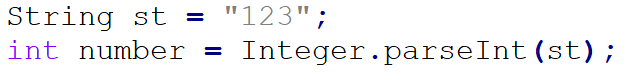 String st = "123";
int number = Integer.parseInt(st);